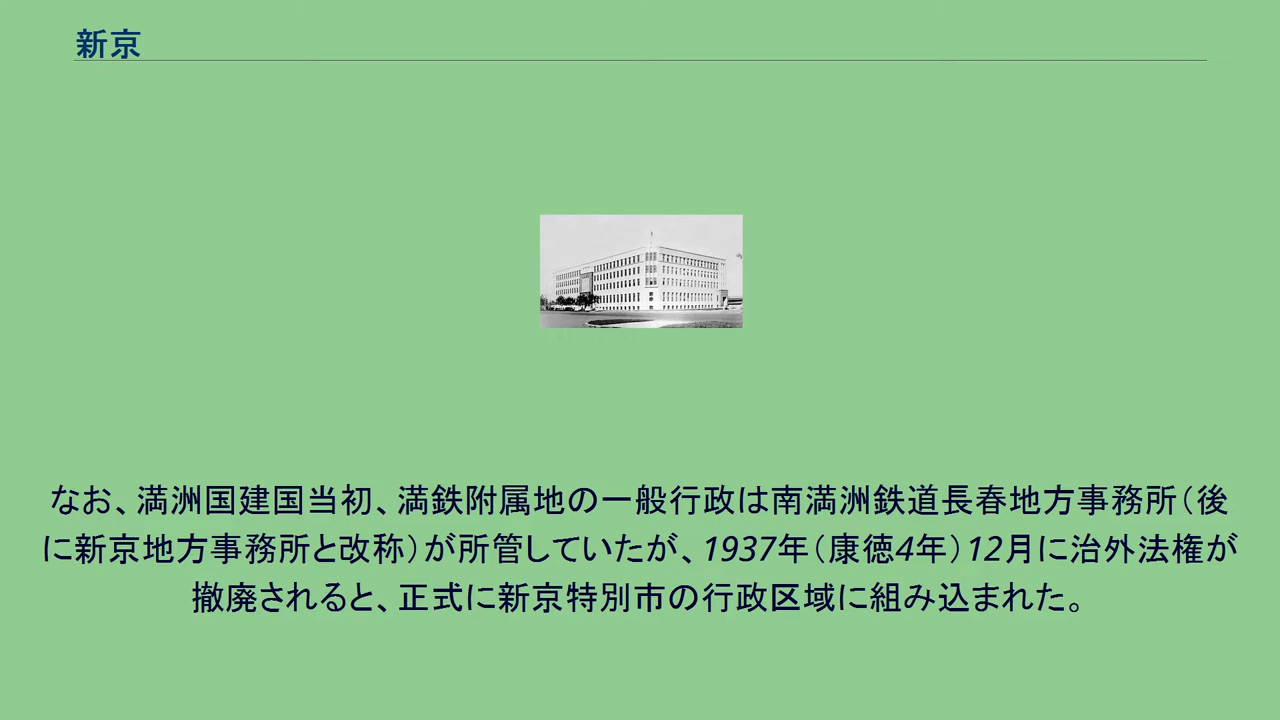 新京
なお、満洲国建国当初、満鉄附属地の一般行政は南満洲鉄道長春地方事務所（後
に新京地方事務所と改称）が所管していたが、1937年（康徳4年）12月に治外法権が
撤廃されると、正式に新京特別市の行政区域に組み込まれた。